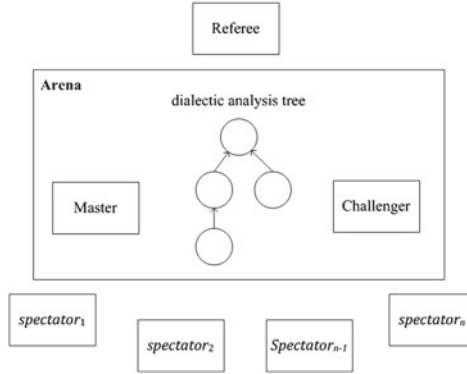 Referee
Arena
dialectic analysis tree
Master
Challenger
spectator₁
spectator₂
Spectatorₙ₋₁
spectatorₙ